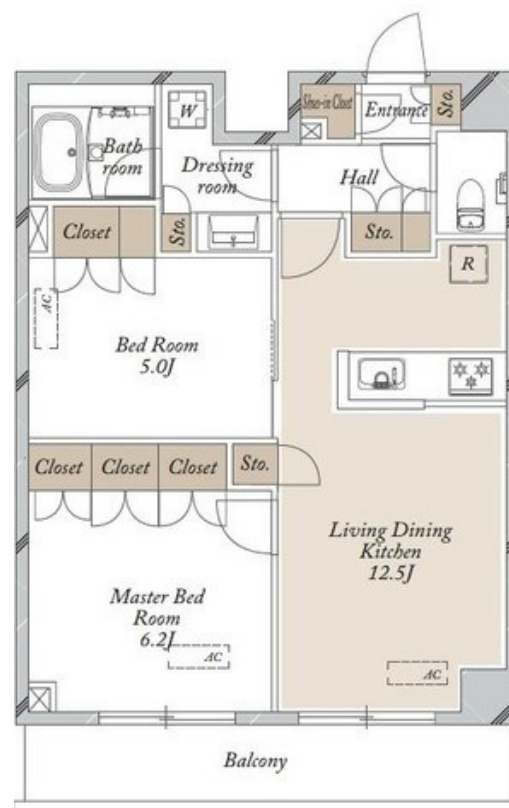 Shoes-in Closet
Entrance
Sto.
W
Bath
room
Dressing
room
Hall
Closet
Sto.
Sto.
R
AC
Bed Room
5.0J
Closet
Closet
Closet
Sto.
Living Dining
Kitchen
12.5J
Master Bed
Room
6.2J
AC
AC
Balcony